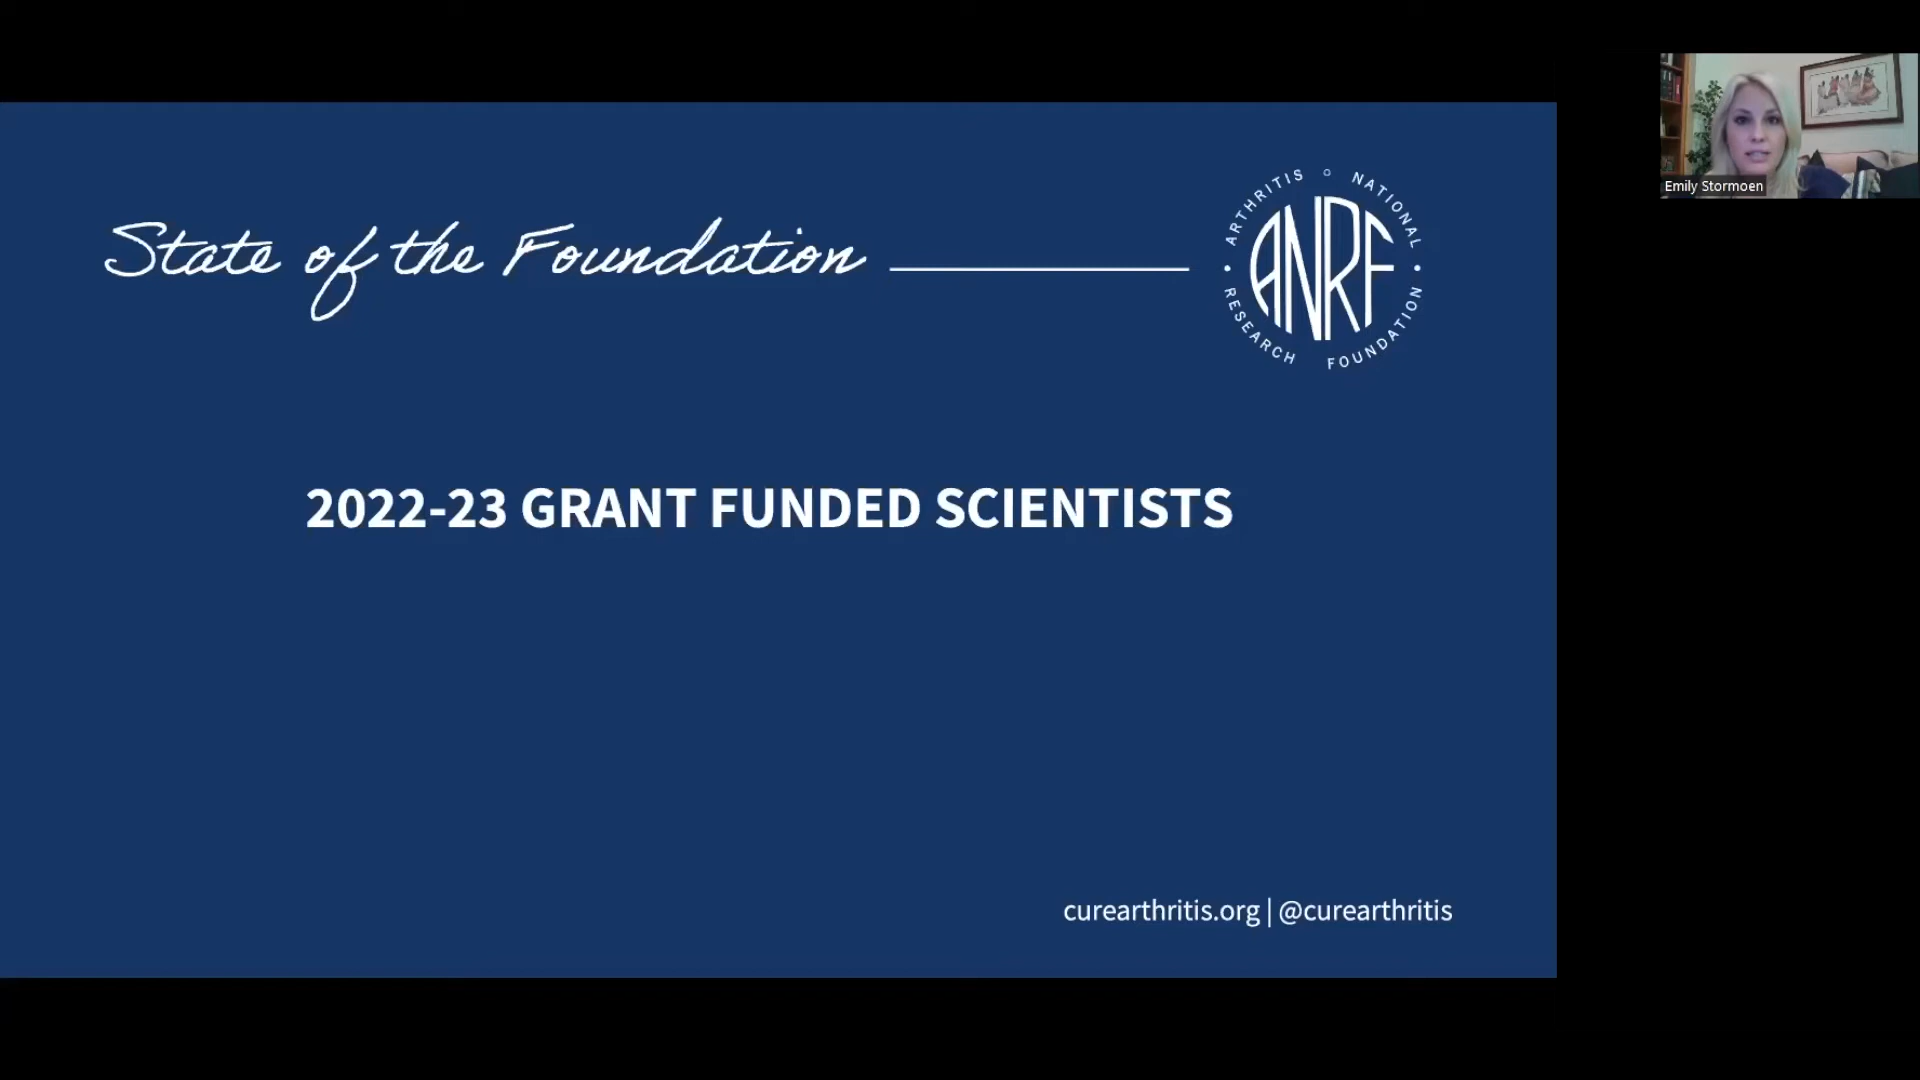 State of the Foundation
ARTHRITIS NATIONAL
RESEARCH FOUNDATION
ANRF
2022-23 GRANT FUNDED SCIENTISTS
curearthritis.org | @curearthritis
Emily Stormoen